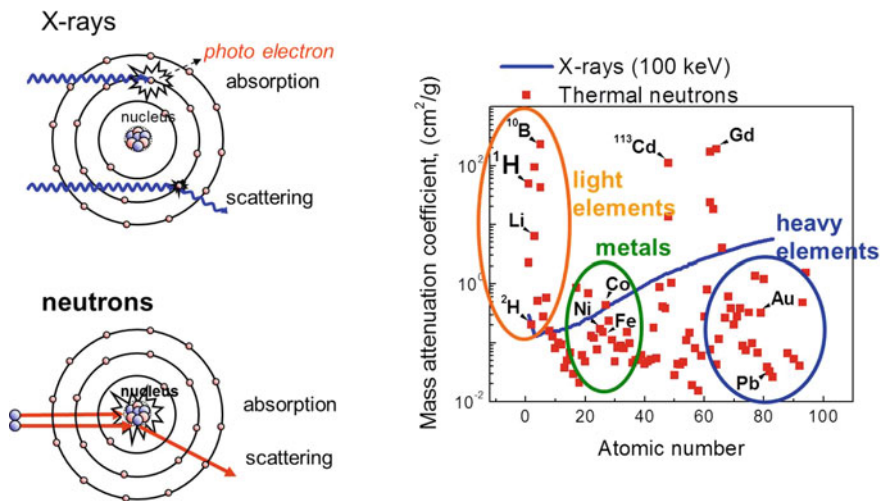 X-rays
photo electron
absorption
nucleus
scattering
neutrons
nucleus
absorption
scattering
X-rays (100 keV)
Thermal neutrons
Mass attenuation coefficient, (cm²/g)
10²
10⁰
10⁻²
¹⁰B
¹H
Li
²H
light
elements
¹¹³Cd
Gd
metals
heavy
elements
Co
Ni
Fe
Au
Pb
0 20 40 60 80 100
Atomic number